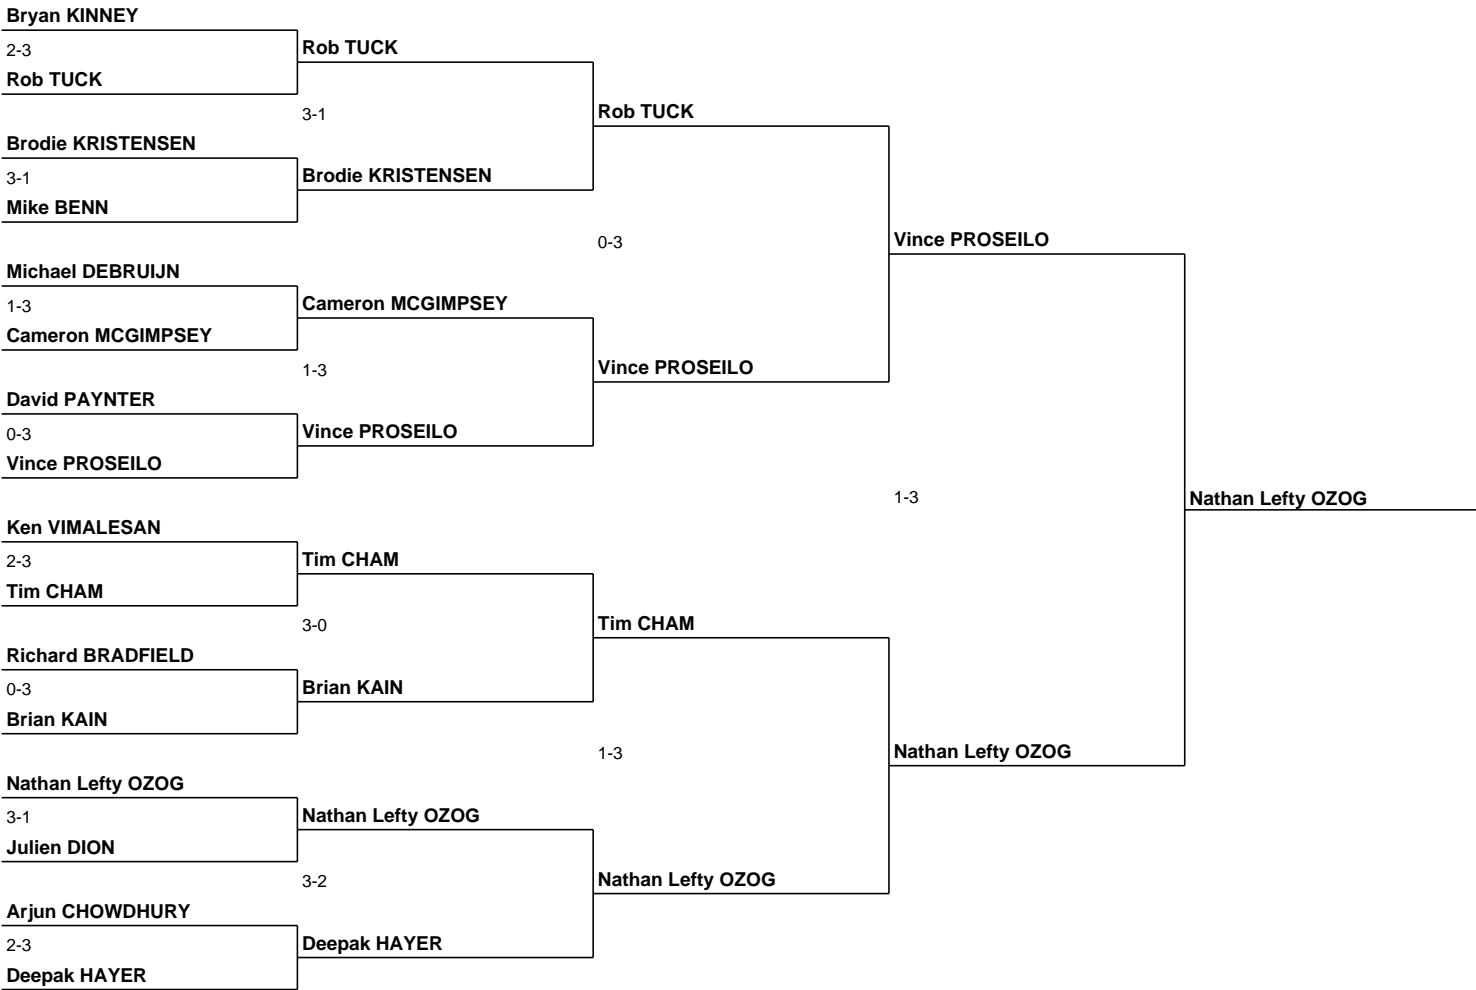 Bryan KINNEY
2-3
Rob TUCK
Rob TUCK
3-1
Rob TUCK
Brodie KRISTENSEN
3-1
Brodie KRISTENSEN
Mike BENN
0-3
Vince PROSEILO
Michael DEBRUIJN
1-3
Cameron MCGIMPSEY
Cameron MCGIMPSEY
1-3
Vince PROSEILO
David PAYNTER
0-3
Vince PROSEILO
Vince PROSEILO
1-3
Nathan Lefty OZOG
Ken VIMALESAN
2-3
Tim CHAM
Tim CHAM
3-0
Tim CHAM
Richard BRADFIELD
0-3
Brian KAIN
Brian KAIN
1-3
Nathan Lefty OZOG
Nathan Lefty OZOG
3-1
Nathan Lefty OZOG
Julien DION
3-2
Nathan Lefty OZOG
Arjun CHOWDHURY
2-3
Deepak HAYER
Deepak HAYER